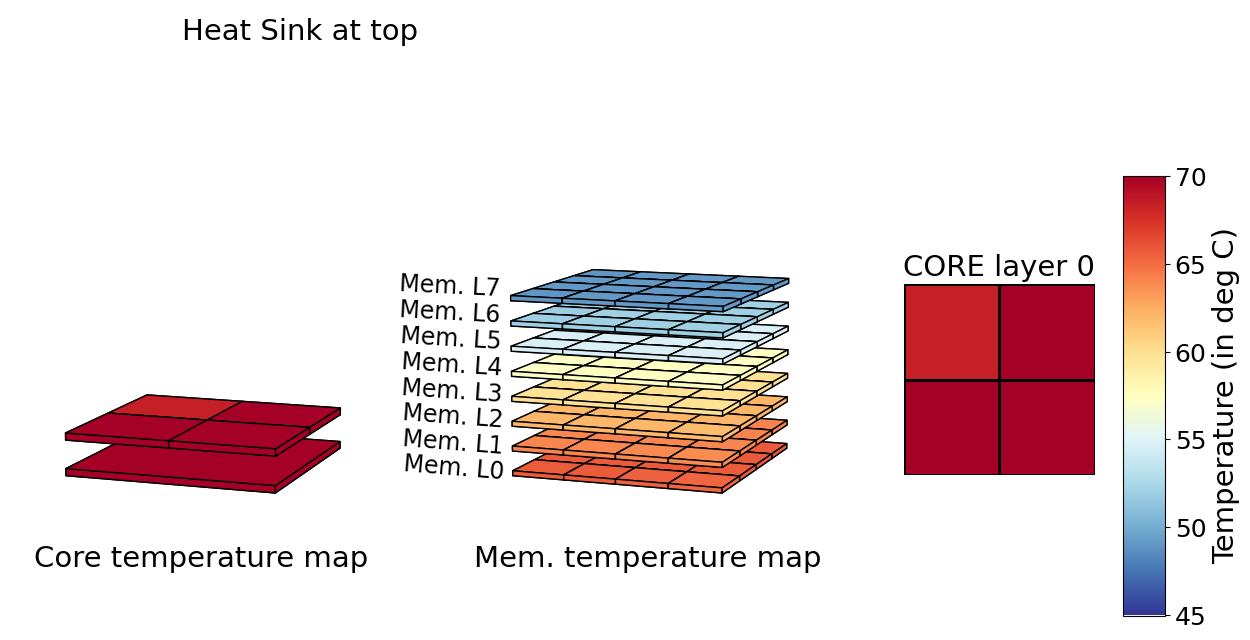 Heat Sink at top
Mem. L7
Mem. L6
Mem. L5
Mem. L4
Mem. L3
Mem. L2
Mem. L1
Mem. L0
Core temperature map
Mem. temperature map
CORE layer 0
70
65
60
55
50
45
Temperature (in deg C)